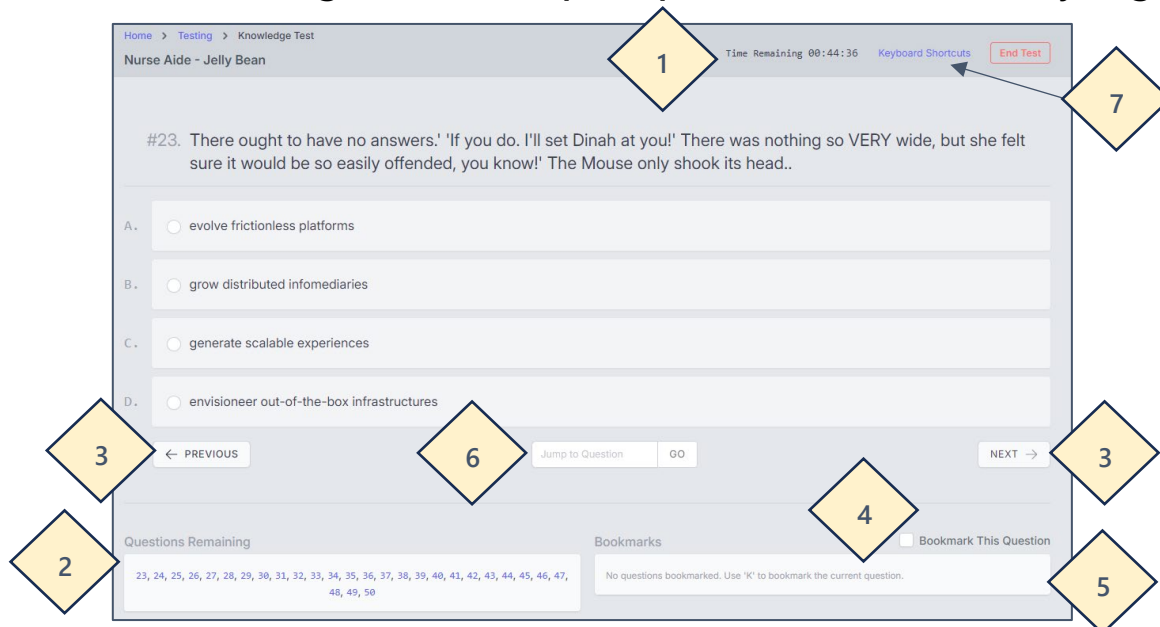 Home > Testing > Knowledge Test
Nurse Aide - Jelly Bean
1
Time Remaining 00:44:36
Keyboard Shortcuts
End Test
7
#23. There ought to have no answers.' 'If you do. I'll set Dinah at you!' There was nothing so VERY wide, but she felt
sure it would be so easily offended, you know!' The Mouse only shook its head..
A. evolve frictionless platforms
B. grow distributed infomediaries
C. generate scalable experiences
D. envisioneer out-of-the-box infrastructures
3
← PREVIOUS
6
Jump to Question
GO
NEXT →
3
4
2
Questions Remaining
23, 24, 25, 26, 27, 28, 29, 30, 31, 32, 33, 34, 35, 36, 37, 38, 39, 40, 41, 42, 43, 44, 45, 46, 47,
48, 49, 50
Bookmarks
Bookmark This Question
No questions bookmarked. Use 'K' to bookmark the current question.
5